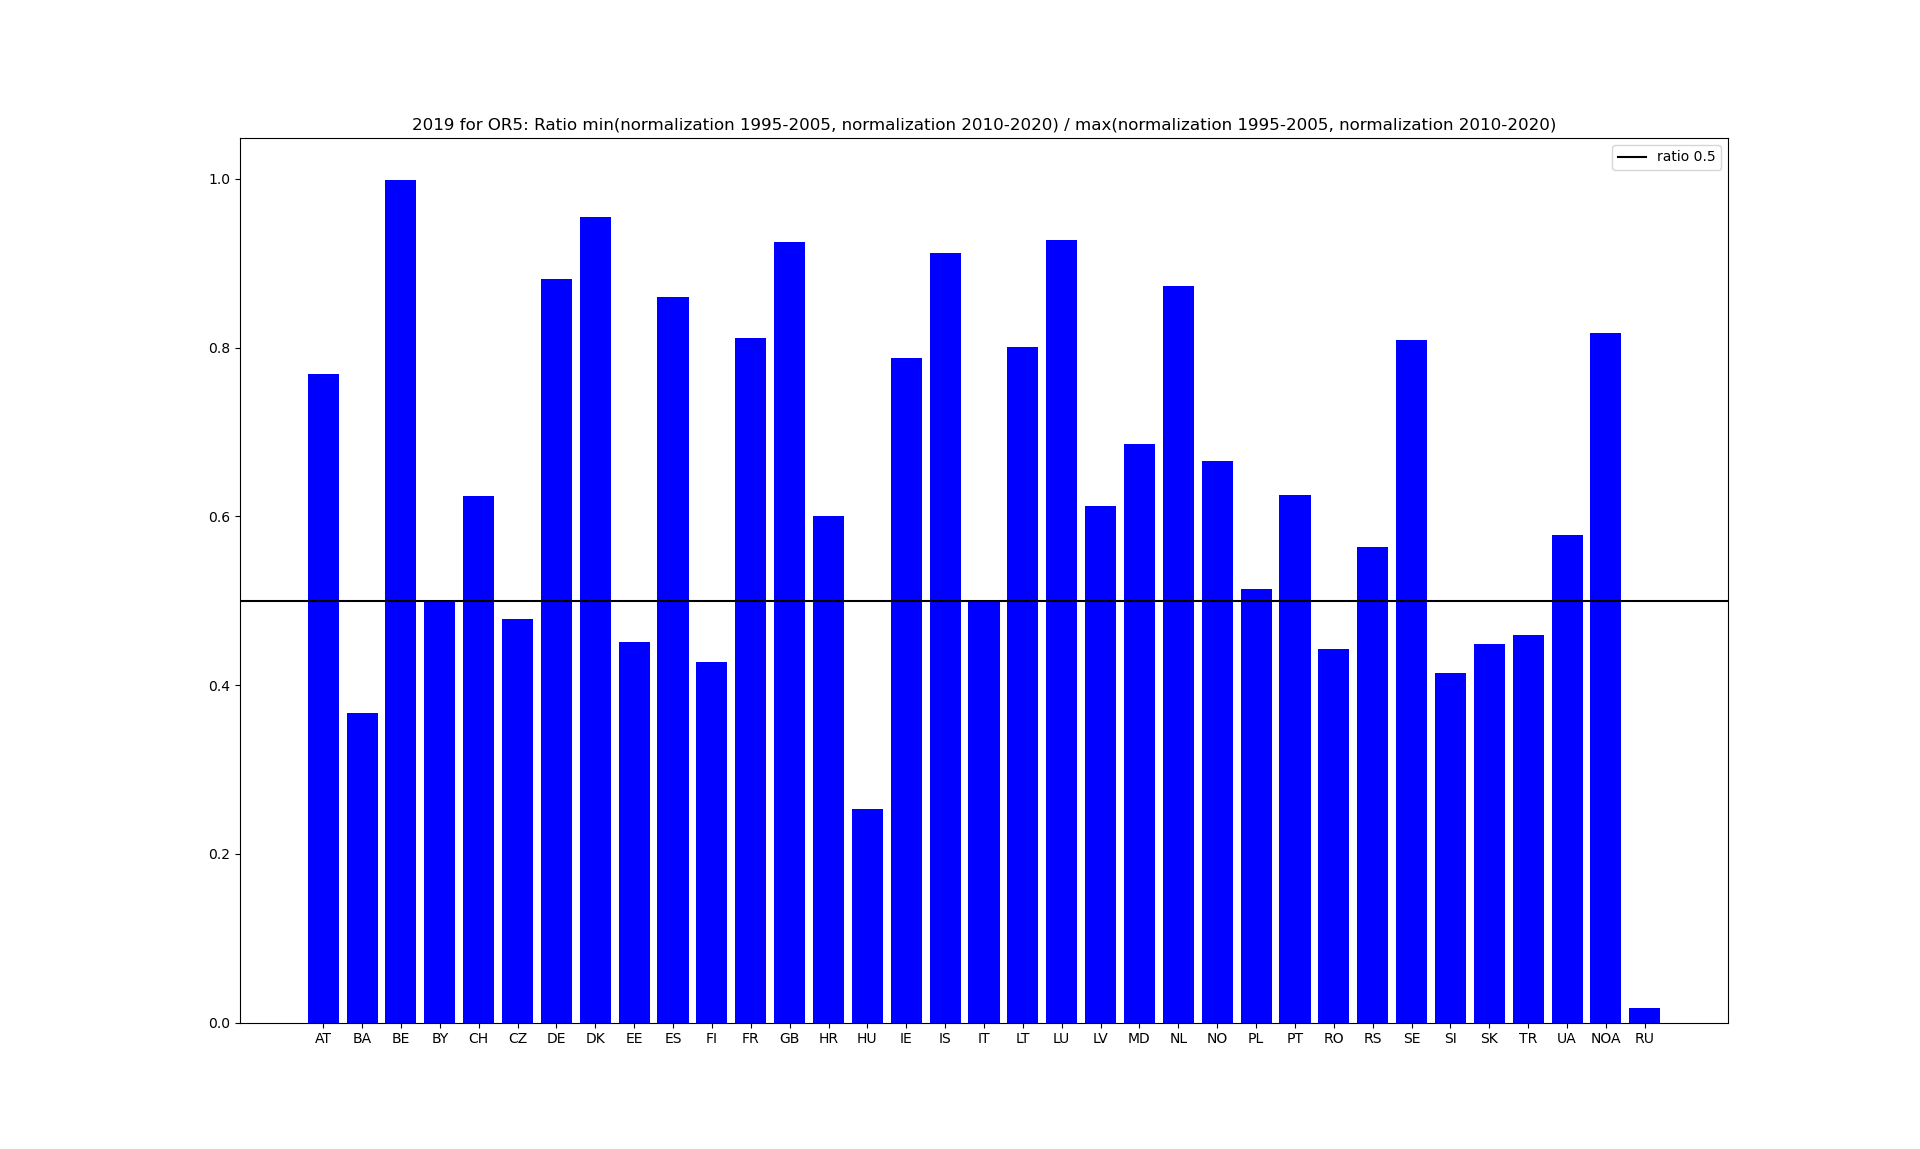 2019 for OR5: Ratio min(normalization 1995-2005, normalization 2010-2020) / max(normalization 1995-2005, normalization 2010-2020)
ratio 0.5
1.0
0.8
0.6
0.4
0.2
0.0
AT BA BE BY CH CZ DE DK EE ES FI FR GB HR HU IE IS IT LT LU LV MD NL NO PL PT RO RS SE SI SK TR UA NOA RU